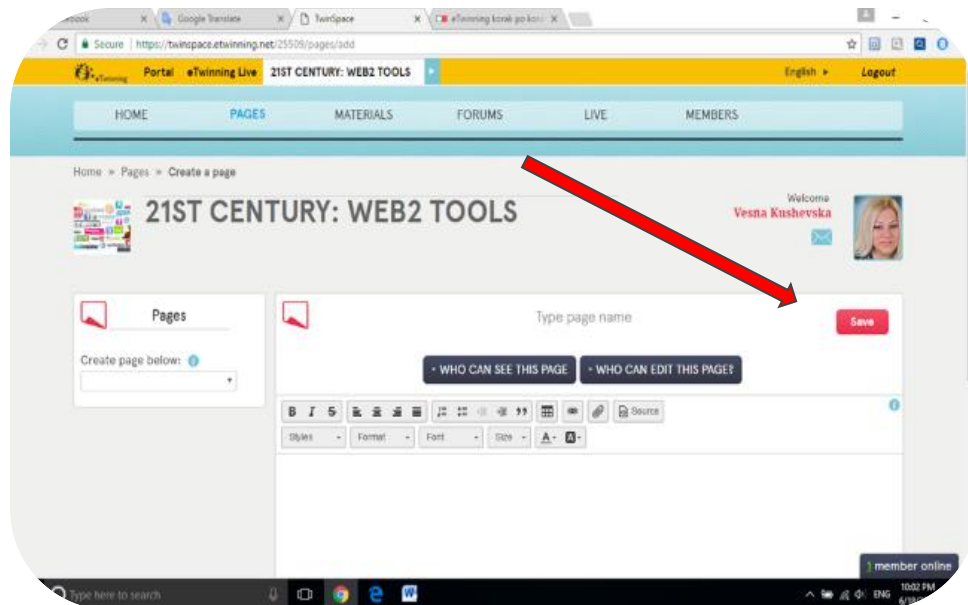 Google Translate
TwinSpace
eTwinning korak po
C Secure https://twinspace.etwinning.net/25509/pages/add
eTwinning Portal eTwinning Live 21ST CENTURY: WEB2 TOOLS English Logout
HOME PAGES MATERIALS FORUMS LIVE MEMBERS
Home » Pages » Create a page
21ST CENTURY: WEB2 TOOLS
Welcome
Vesna Kushevska
Pages
Type page name
Save
Create page below:
- WHO CAN SEE THIS PAGE
- WHO CAN EDIT THIS PAGE?
B I S Source
Styles Format Font Size A A
1 member online
Type here to search
ENG
10:02 PM